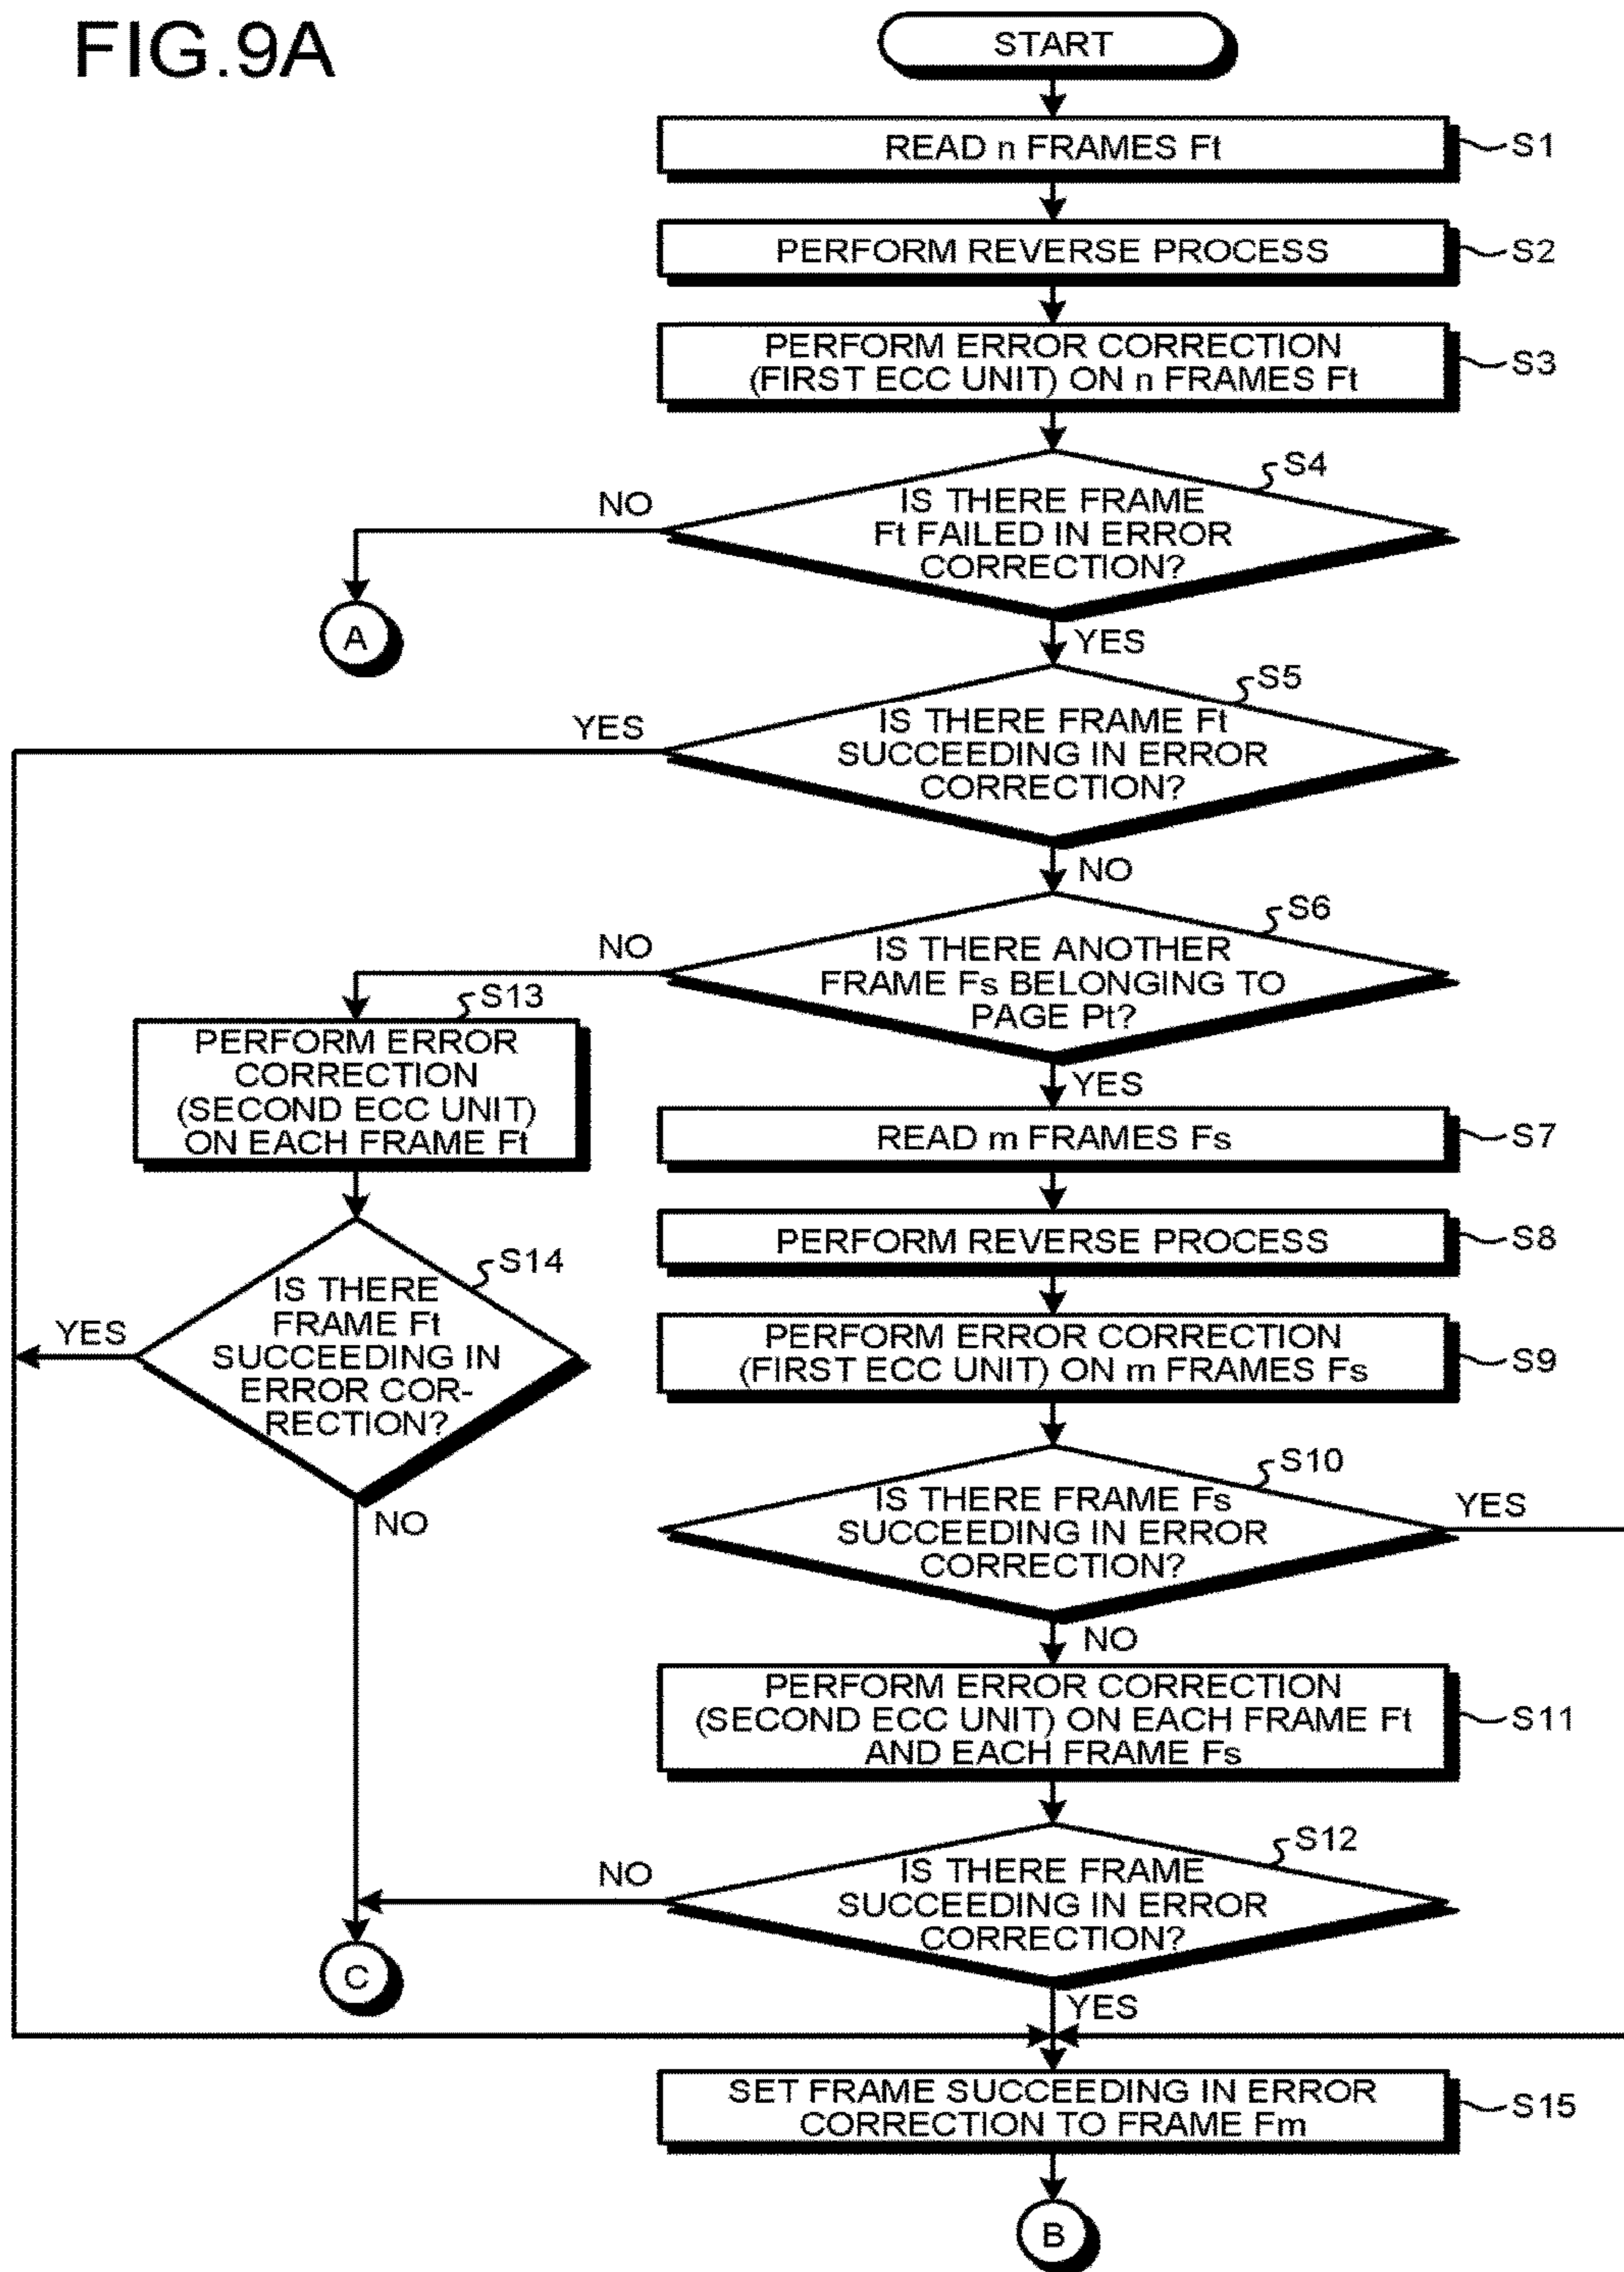 FIG.9A
START
READ n FRAMES Ft
S1
PERFORM REVERSE PROCESS
S2
PERFORM ERROR CORRECTION
(FIRST ECC UNIT) ON n FRAMES Ft
S3
S4
IS THERE FRAME
Ft FAILED IN ERROR
CORRECTION?
NO
A
YES
S5
IS THERE FRAME Ft
SUCCEEDING IN ERROR
CORRECTION?
YES
NO
S6
IS THERE ANOTHER
FRAME Fs BELONGING TO
PAGE Pt?
NO
S13
PERFORM ERROR
CORRECTION
(SECOND ECC UNIT)
ON EACH FRAME Ft
YES
READ m FRAMES Fs
S7
PERFORM REVERSE PROCESS
S8
S14
IS THERE
FRAME Ft
SUCCEEDING IN
ERROR COR-
RECTION?
YES
NO
PERFORM ERROR CORRECTION
(FIRST ECC UNIT) ON m FRAMES Fs
S9
S10
IS THERE FRAME Fs
SUCCEEDING IN ERROR
CORRECTION?
YES
NO
PERFORM ERROR CORRECTION
(SECOND ECC UNIT) ON EACH FRAME Ft
AND EACH FRAME Fs
S11
S12
IS THERE FRAME
SUCCEEDING IN ERROR
CORRECTION?
NO
C
YES
SET FRAME SUCCEEDING IN ERROR
CORRECTION TO FRAME Fm
S15
B